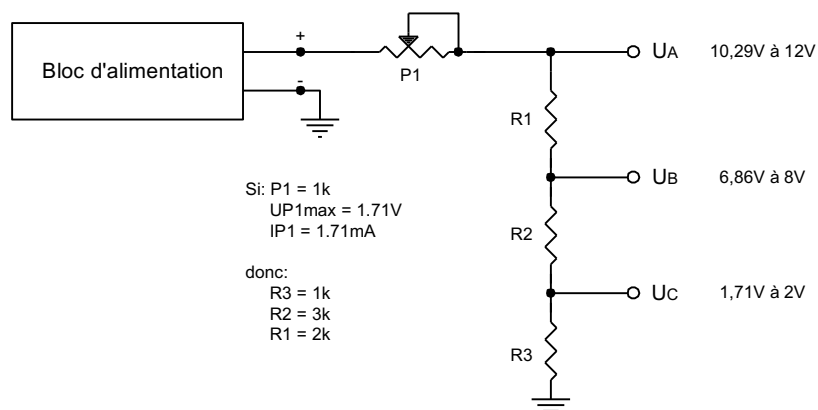 Bloc d'alimentation
+
-
P1
UA 10,29V à 12V
R1
UB 6,86V à 8V
R2
UC 1,71V à 2V
R3
Si: P1 = 1k
UP1max = 1.71V
IP1 = 1.71mA
donc:
R3 = 1k
R2 = 3k
R1 = 2k